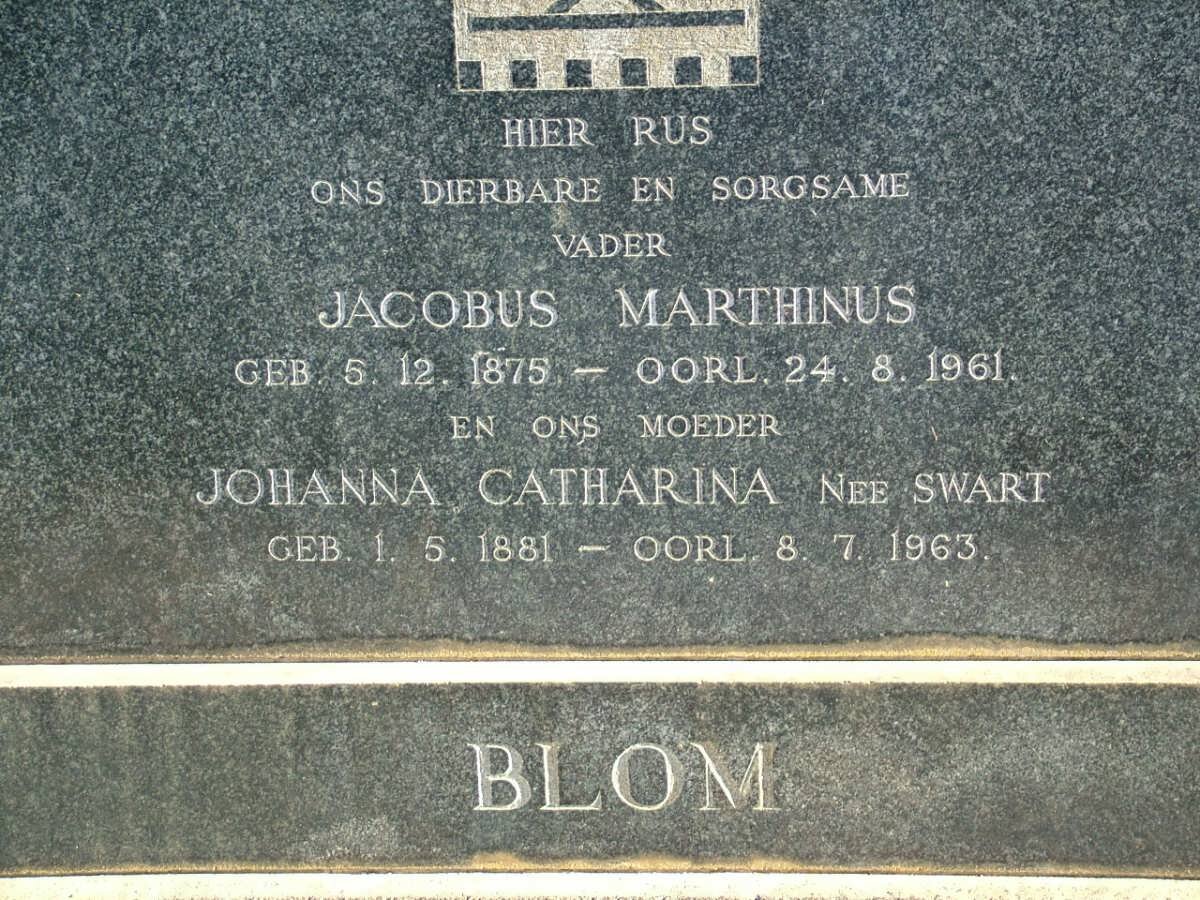 HIER RUS
ONS DIERBARE EN SORGSAME
VADER
JACOBUS MARTHINUS
GEB. 5. 12. 1875 — OORL. 24. 8. 1961.
EN ONS MOEDER
JOHANNA CATHARINA NEE SWART
GEB. 1. 5. 1881 — OORL. 8. 7. 1963.
BLOM